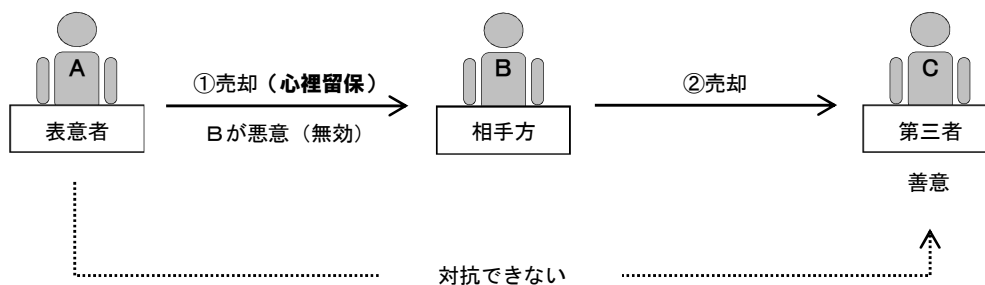 A
B
C
①売却（心裡留保）
②売却
Ｂが悪意（無効）
表意者
相手方
第三者
善意
対抗できない